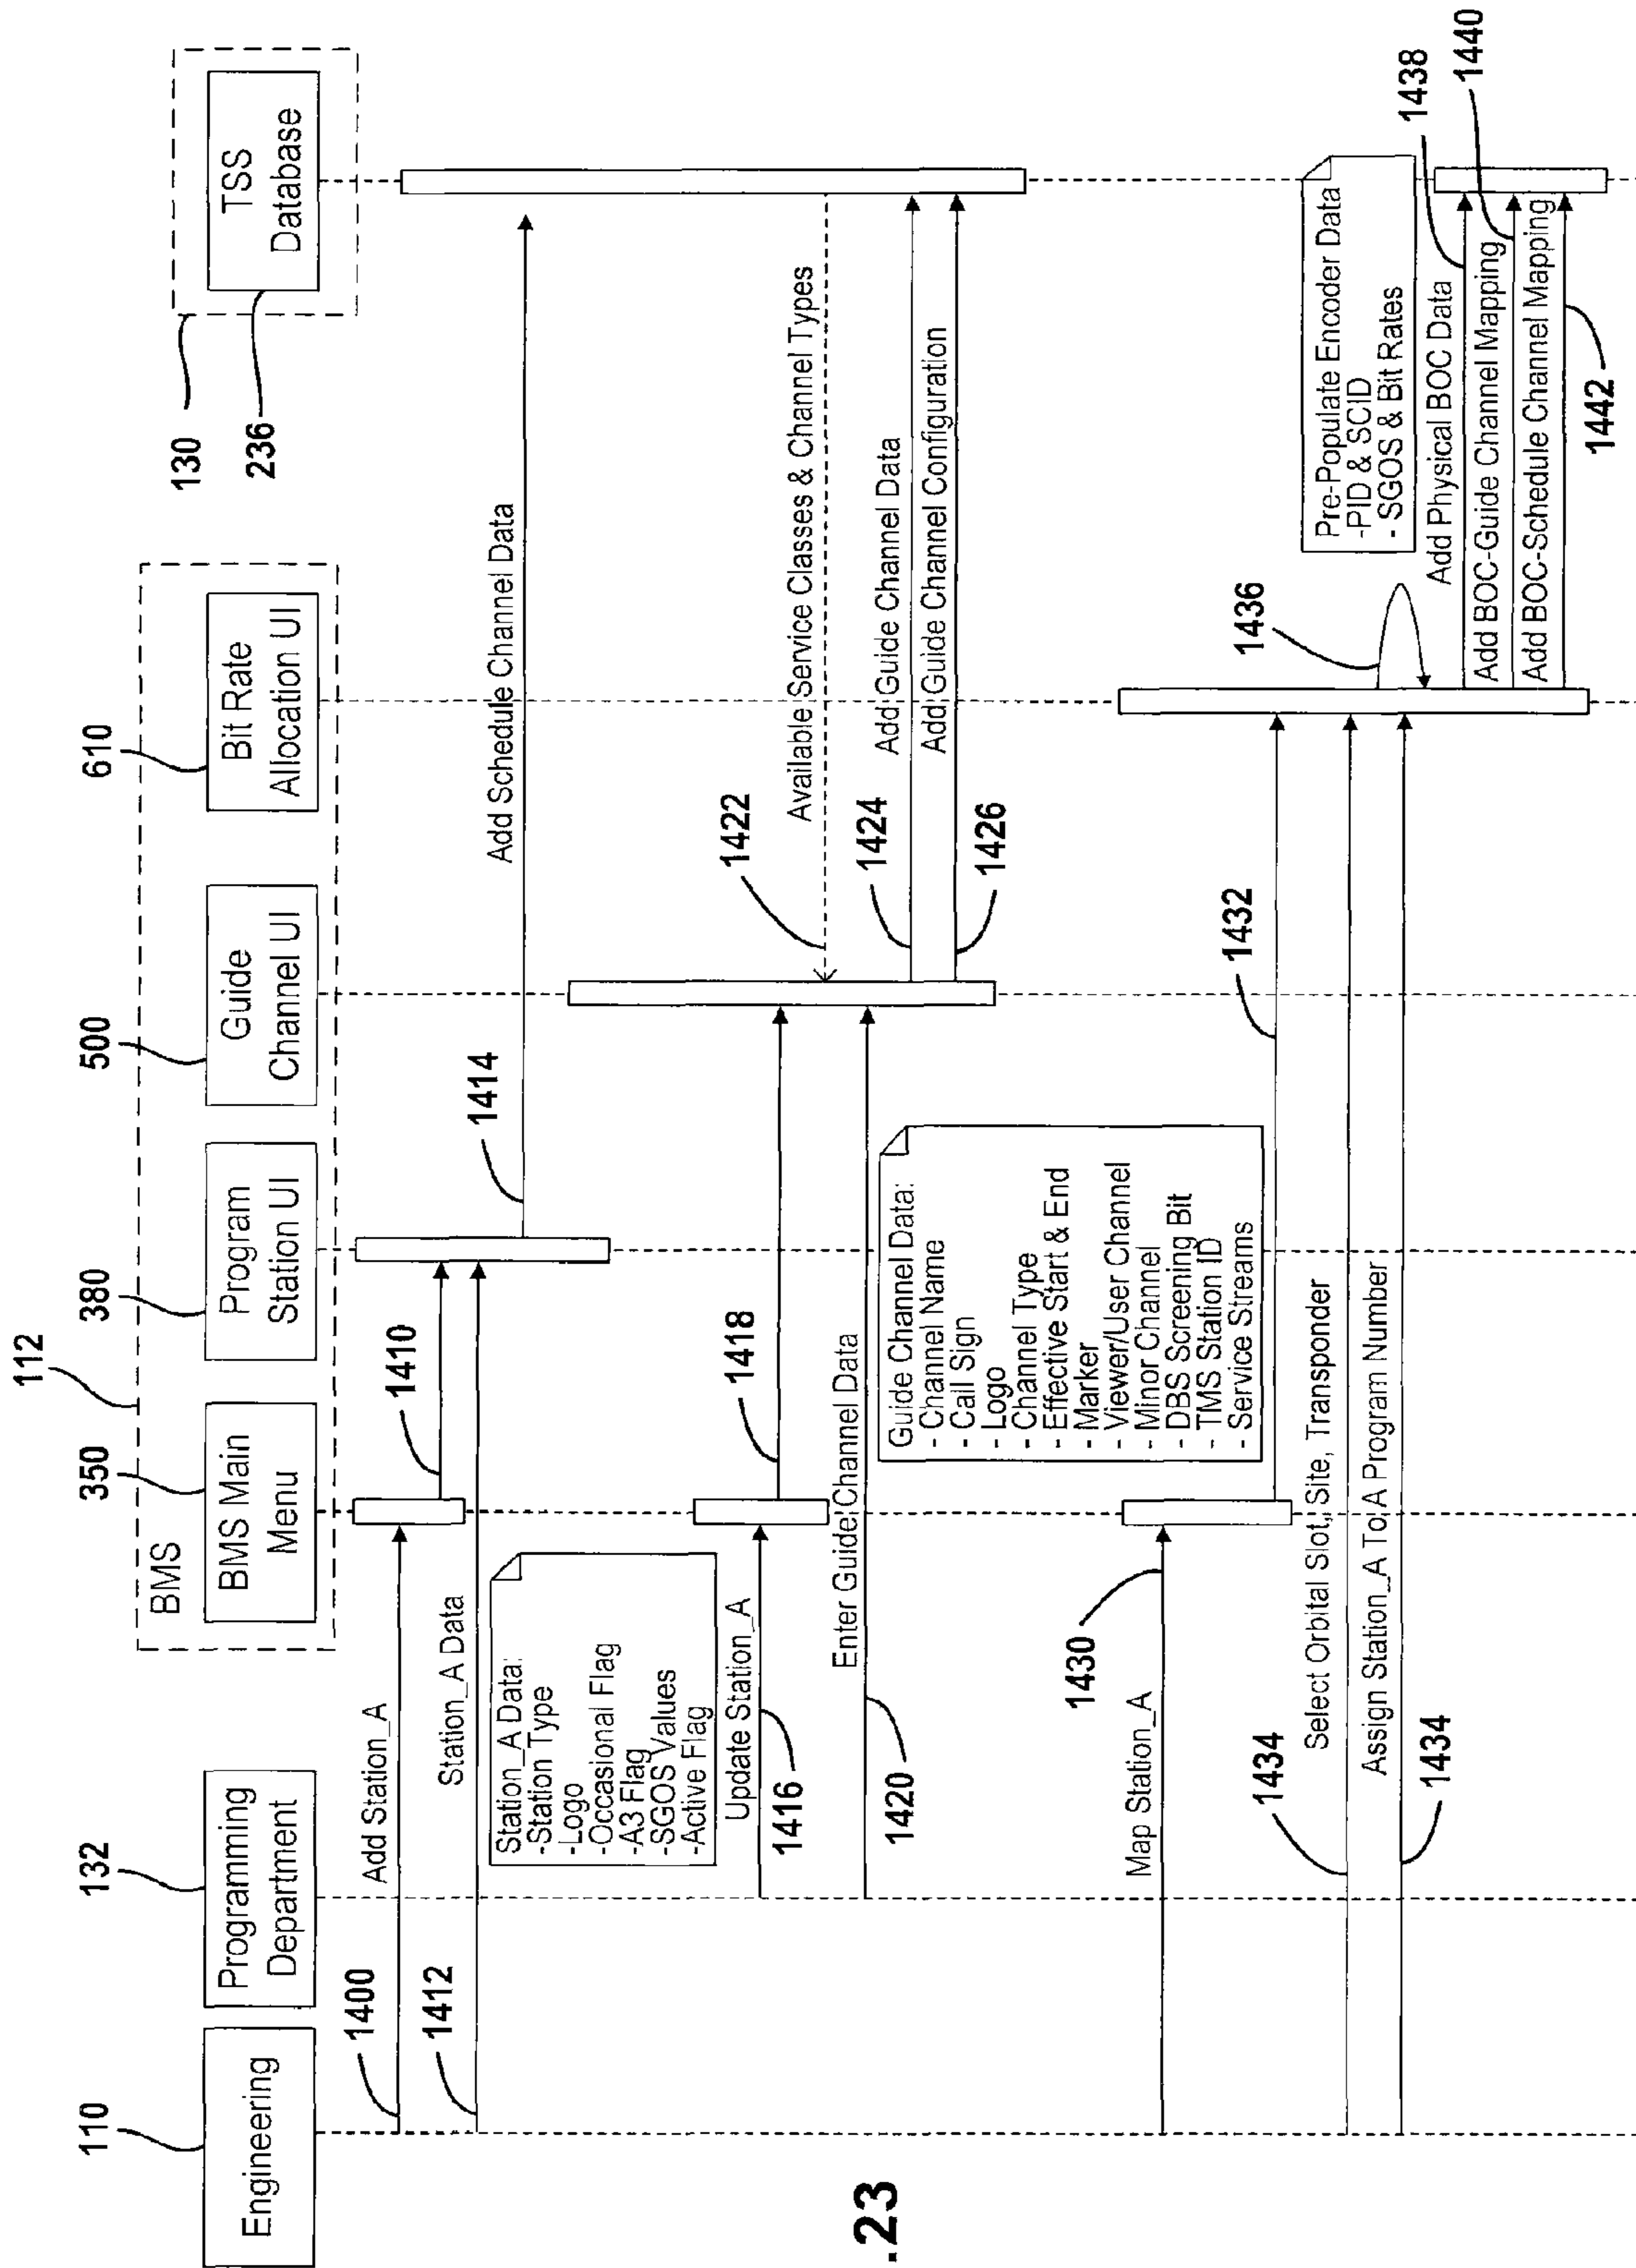 112
130
110
132
350
380
500
610
236
BMS
Engineering
Programming
Department
BMS Main
Menu
Program
Station UI
Guide
Channel UI
Bit Rate
Allocation UI
TSS
Database
1400
Add Station_A
1410
1412
Station_A Data
1414
Add Schedule Channel Data
Station_A Data:
- Station Type
- Logo
- Occasional Flag
- A3 Flag
- SGOS Values
- Active Flag
Update Station_A
1416
1418
1422
Available Service Classes & Channel Types
Enter Guide Channel Data
1420
1424
Add Guide Channel Data
1426
Add Guide Channel Configuration
Guide Channel Data:
- Channel Name
- Call Sign
- Logo
- Channel Type
- Effective Start & End
- Marker
- Viewer/User Channel
- Minor Channel
- DBS Screening Bit
- TMS Station ID
- Service Streams
Map Station_A
1430
1432
1434
Select Orbital Slot, Site, Transponder
Assign Station_A To A Program Number
1434
1436
Pre-Populate Encoder Data
-PID & SCID
- SGOS & Bit Rates
Add Physical BOC Data
1438
Add BOC-Guide Channel Mapping
1440
Add BOC-Schedule Channel Mapping
1442
.23